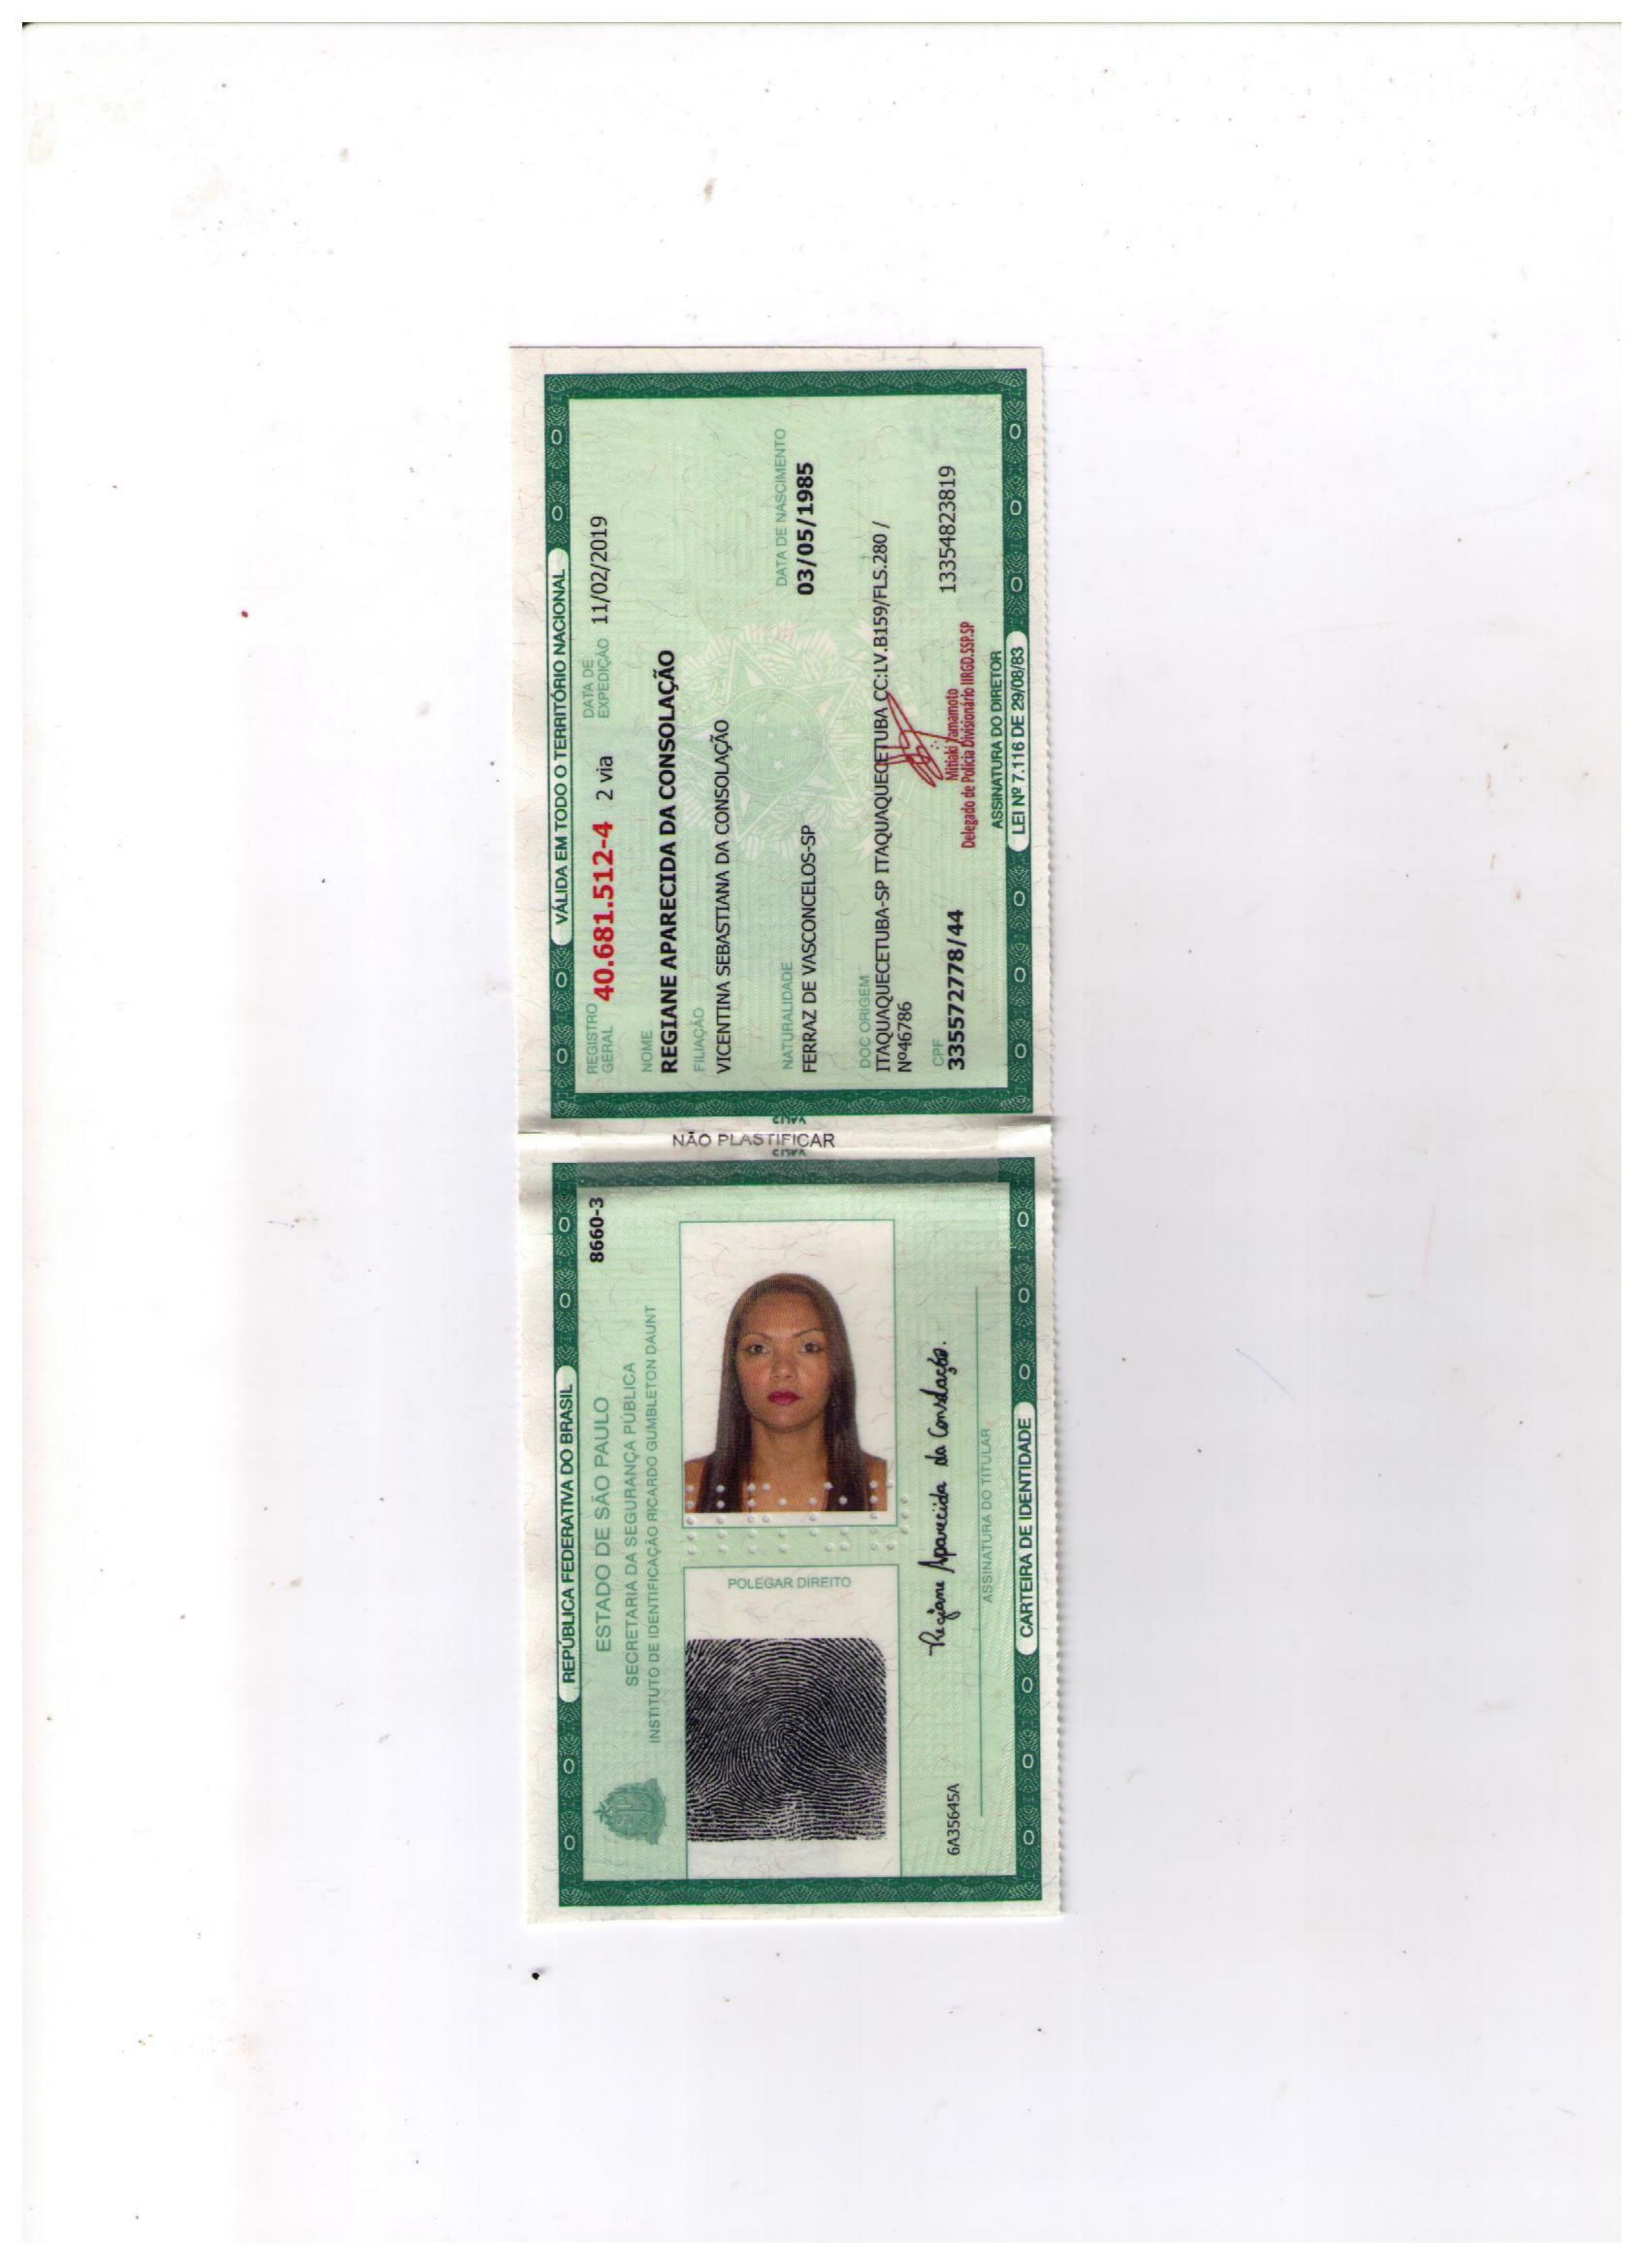 REPÚBLICA FEDERATIVA DO BRASIL
8660-3
ESTADO DE SÃO PAULO
SECRETARIA DA SEGURANÇA PÚBLICA
INSTITUTO DE IDENTIFICAÇÃO RICARDO GUMBLETON DAUNT
POLEGAR DIREITO
Regiane Aparecida da Consolação.
6A35645A
ASSINATURA DO TITULAR
CARTEIRA DE IDENTIDADE
NÃO PLASTIFICAR
VÁLIDA EM TODO O TERRITÓRIO NACIONAL
REGISTRO GERAL 40.681.512-4 2 via DATA DE EXPEDIÇÃO 11/02/2019
NOME
REGIANE APARECIDA DA CONSOLAÇÃO
FILIAÇÃO
VICENTINA SEBASTIANA DA CONSOLAÇÃO
NATURALIDADE DATA DE NASCIMENTO
FERRAZ DE VASCONCELOS-SP 03/05/1985
DOC ORIGEM
ITAQUAQUECETUBA-SP ITAQUAQUECETUBA CC:LV.B159/FLS.280 /
Nº46786
CPF
335572778/44 13354823819
Mitiaki Yamamoto
Delegado de Polícia Divisionário IIRGD.SSP.SP
ASSINATURA DO DIRETOR
LEI Nº 7.116 DE 29/08/83